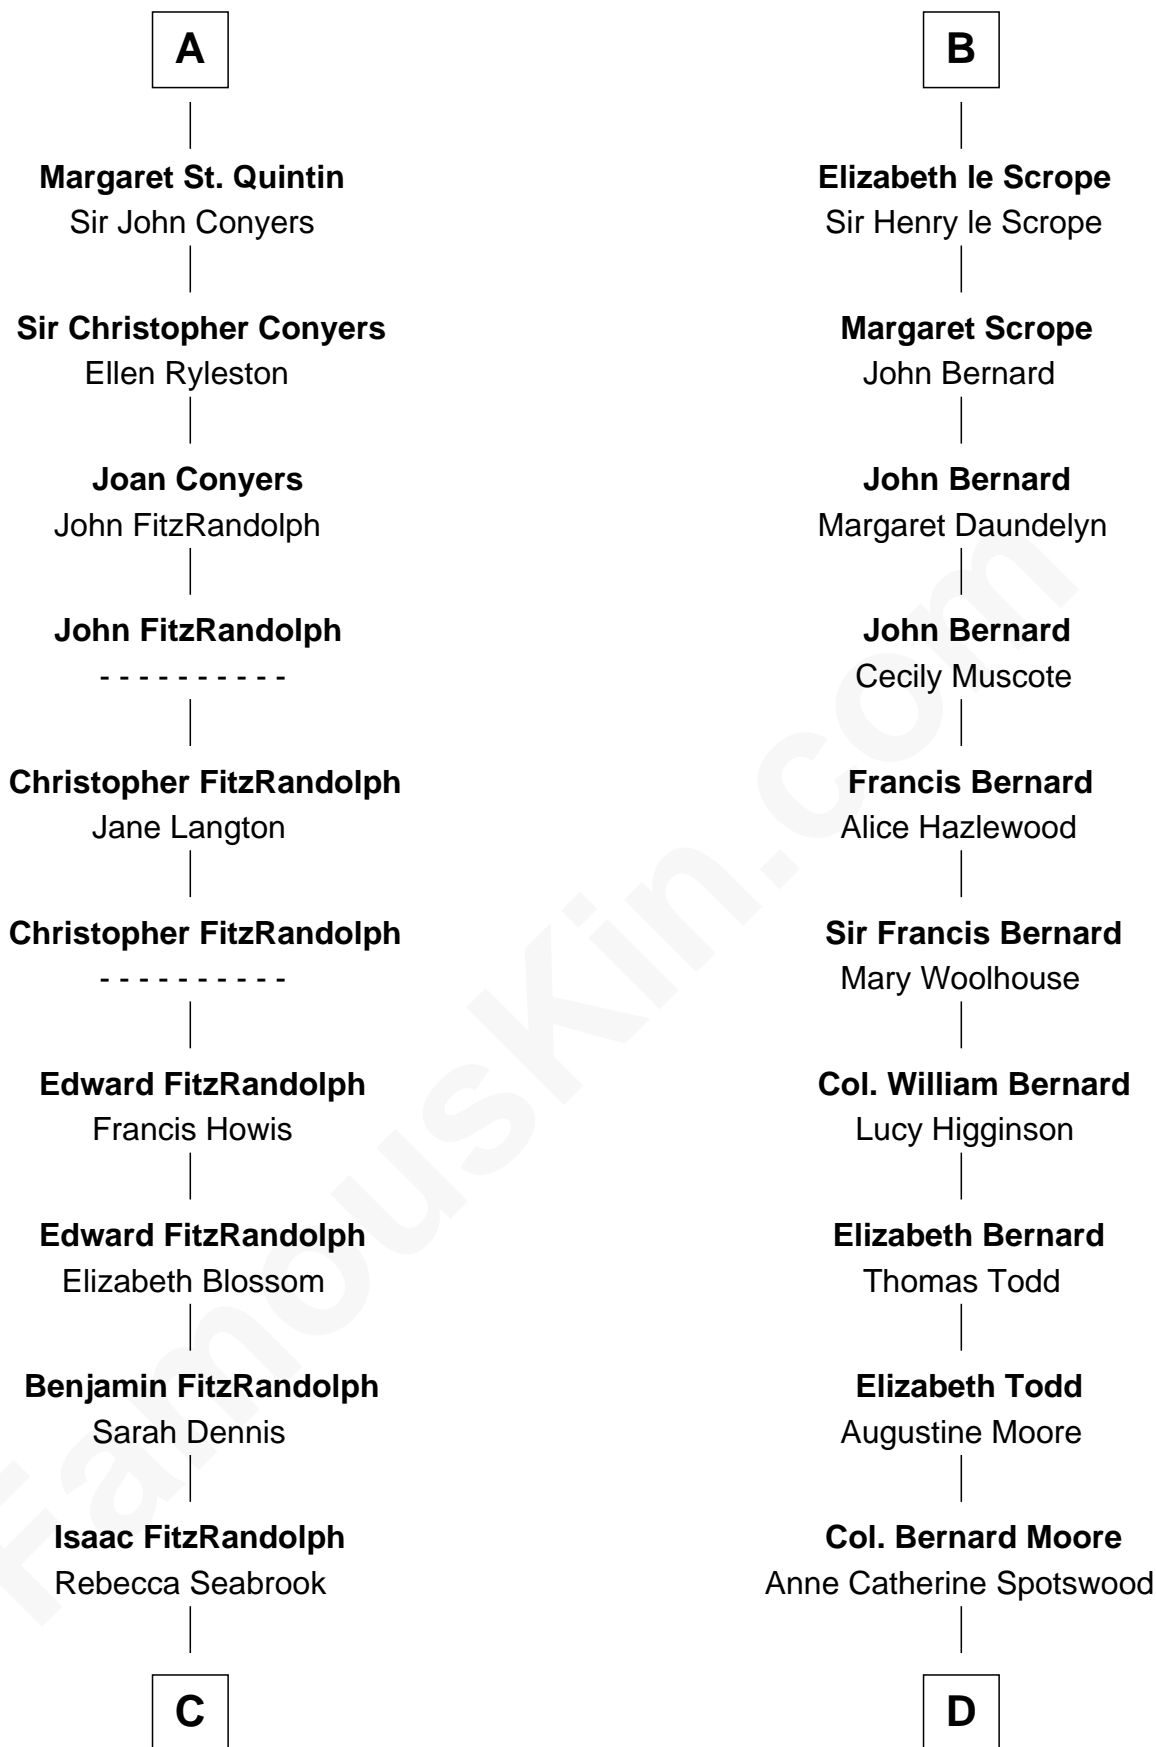 A
Margaret St. Quintin
Sir John Conyers
Sir Christopher Conyers
Ellen Ryleston
Joan Conyers
John FitzRandolph
John FitzRandolph
- - - - - - - - - -
Christopher FitzRandolph
Jane Langton
Christopher FitzRandolph
- - - - - - - - - -
Edward FitzRandolph
Francis Howis
Edward FitzRandolph
Elizabeth Blossom
Benjamin FitzRandolph
Sarah Dennis
Isaac FitzRandolph
Rebecca Seabrook
C
B
Elizabeth le Scrope
Sir Henry le Scrope
Margaret Scrope
John Bernard
John Bernard
Margaret Daundelyn
John Bernard
Cecily Muscote
Francis Bernard
Alice Hazlewood
Sir Francis Bernard
Mary Woolhouse
Col. William Bernard
Lucy Higginson
Elizabeth Bernard
Thomas Todd
Elizabeth Todd
Augustine Moore
Col. Bernard Moore
Anne Catherine Spotswood
D
FamousKin.com